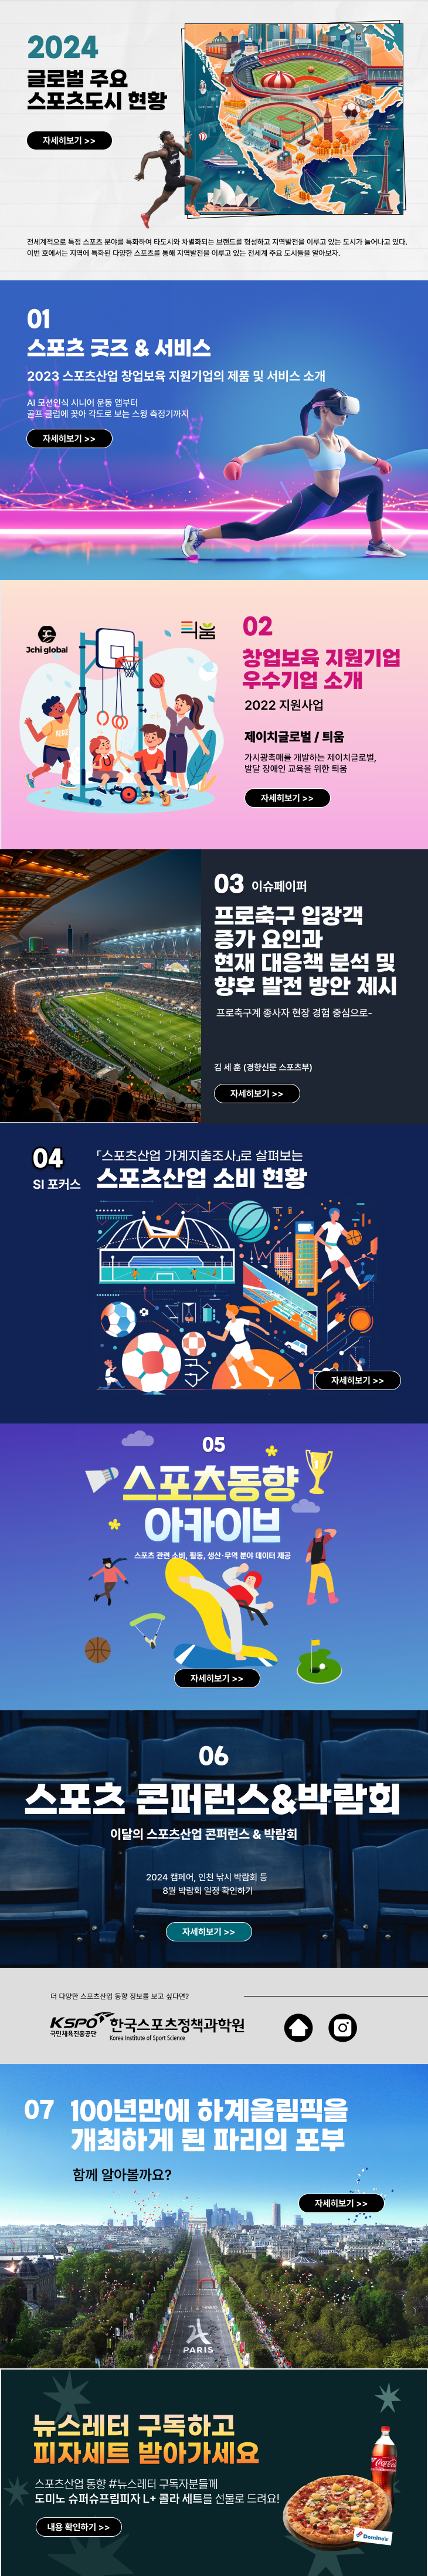 2024
글로벌 주요
스포츠도시 현황
자세히보기 >>
전세계적으로 특정 스포츠 분야를 특화하여 타도시와 차별화되는 브랜드를 형성하고 지역발전을 이루고 있는 도시가 늘어나고 있다.
이번 호에서는 지역에 특화된 다양한 스포츠를 통해 지역발전을 이루고 있는 전세계 주요 도시들을 알아보자.
01
스포츠 굿즈 & 서비스
2023 스포츠산업 창업보육 지원기업의 제품 및 서비스 소개
AI 모션인식 시니어 운동 앱부터
골프 클럽에 꽂아 각도로 보는 스윙 측정기까지
자세히보기 >>
Jchi global
틔움
02
창업보육 지원기업
우수기업 소개
2022 지원사업
제이치글로벌 / 틔움
가시광촉매를 개발하는 제이치글로벌,
발달 장애인 교육을 위한 틔움
자세히보기 >>
03 이슈페이퍼
프로축구 입장객
증가 요인과
현재 대응책 분석 및
향후 발전 방안 제시
프로축구계 종사자 현장 경험 중심으로-
김 세 훈 (경향신문 스포츠부)
자세히보기 >>
04
SI 포커스
「스포츠산업 가계지출조사」로 살펴보는
스포츠산업 소비 현황
자세히보기 >>
05
스포츠동향
아카이브
스포츠 관련 소비, 활동, 생산·무역 분야 데이터 제공
자세히보기 >>
06
스포츠 콘퍼런스&박람회
이달의 스포츠산업 콘퍼런스 & 박람회
2024 캠페어, 인천 낚시 박람회 등
8월 박람회 일정 확인하기
자세히보기 >>
더 다양한 스포츠산업 동향 정보를 보고 싶다면?
KSPO
국민체육진흥공단
한국스포츠정책과학원
Korea Institute of Sport Science
07
100년만에 하계올림픽을
개최하게 된 파리의 포부
함께 알아볼까요?
자세히보기 >>
PARIS
뉴스레터 구독하고
피자세트 받아가세요
스포츠산업 동향 #뉴스레터 구독자분들께
도미노 슈퍼슈프림피자 L+ 콜라 세트를 선물로 드려요!
내용 확인하기 >>
Coca-Cola
Domino's